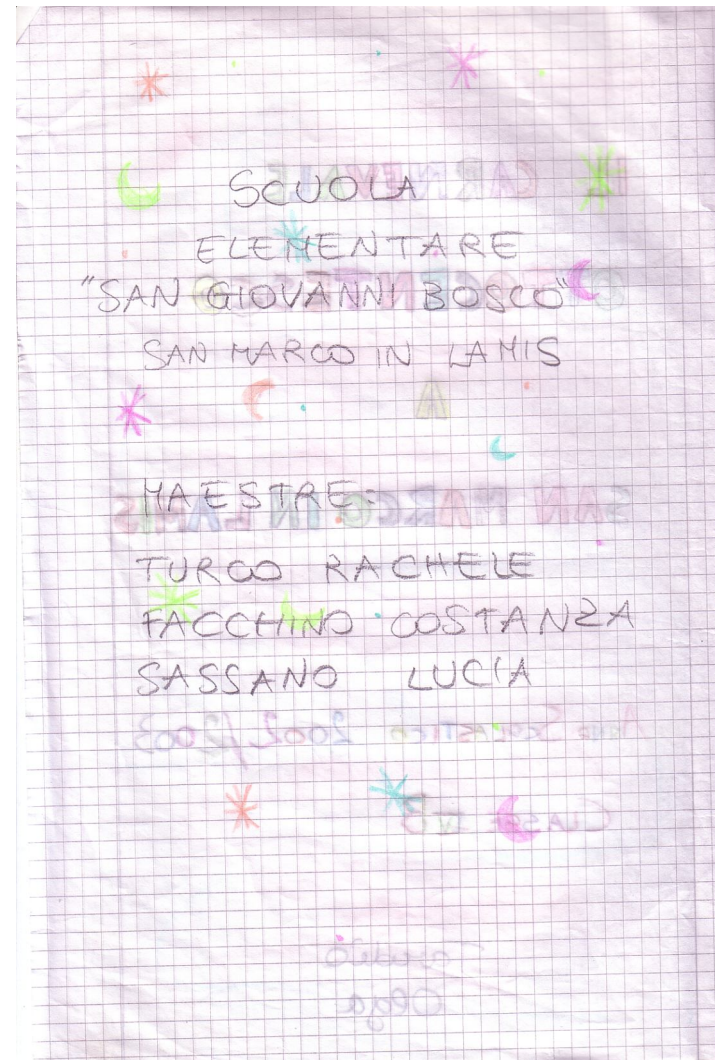 SCUOLA
ELEMENTARE
"SAN GIOVANNI BOSCO"
SAN MARCO IN LAMIS
MAESTRE:
TURCO RACHELE
FACCHINO COSTANZA
SASSANO LUCIA